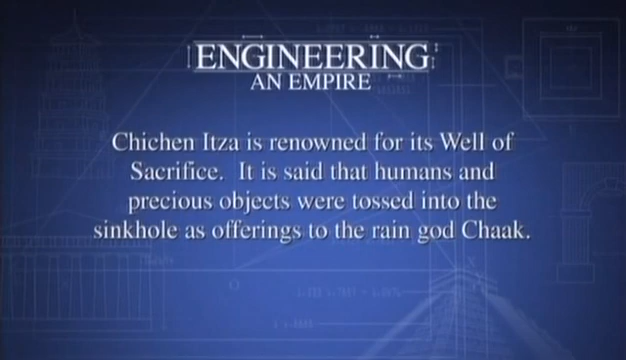 ENGINEERING
AN EMPIRE
Chichen Itza is renowned for its Well of
Sacrifice. It is said that humans and
precious objects were tossed into the
sinkhole as offerings to the rain god Chaak.